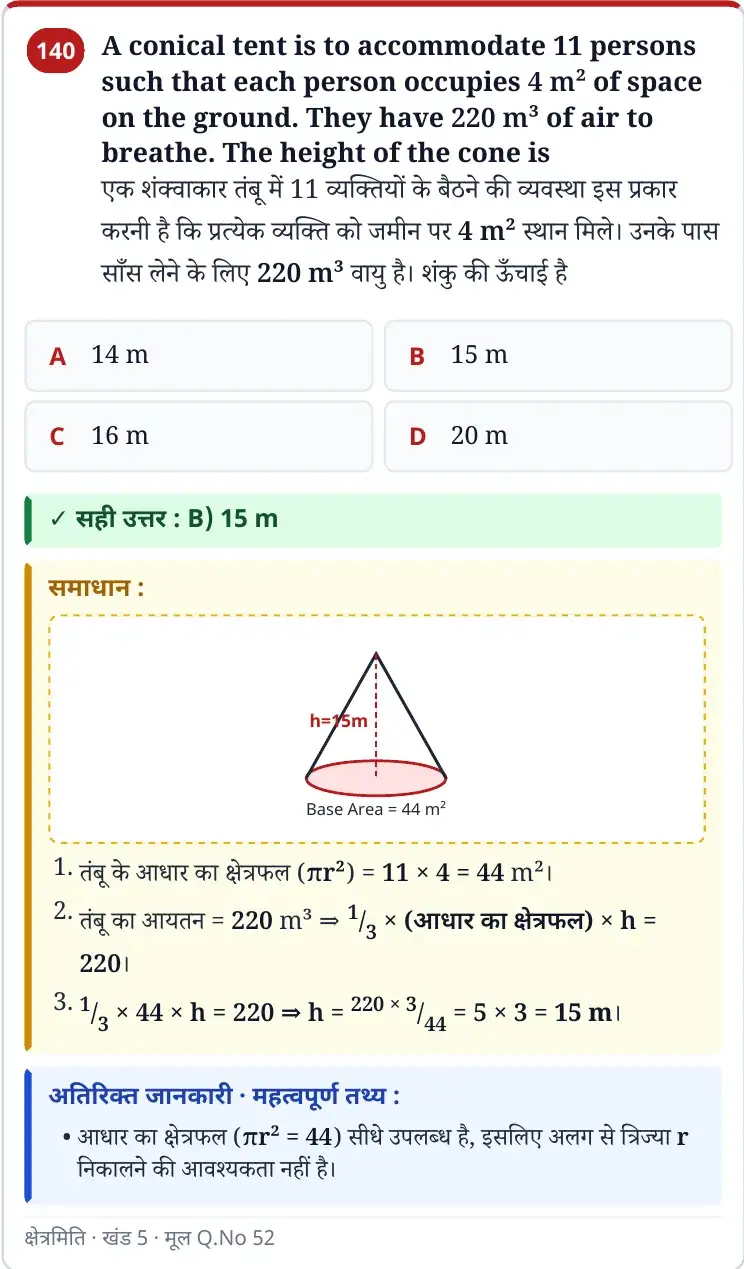 140 A conical tent is to accommodate 11 persons
such that each person occupies 4 m² of space
on the ground. They have 220 m³ of air to
breathe. The height of the cone is
एक शंक्वाकार तंबू में 11 व्यक्तियों के बैठने की व्यवस्था इस प्रकार
करनी है कि प्रत्येक व्यक्ति को जमीन पर 4 m² स्थान मिले। उनके पास
साँस लेने के लिए 220 m³ वायु है। शंकु की ऊँचाई है
A 14 m
B 15 m
C 16 m
D 20 m
✓ सही उत्तर : B) 15 m
समाधान :
h=15m
Base Area = 44 m²
1. तंबू के आधार का क्षेत्रफल (πr²) = 11 × 4 = 44 m²।
2. तंबू का आयतन = 220 m³ ⇒ ¹/₃ × (आधार का क्षेत्रफल) × h =
220।
3. ¹/₃ × 44 × h = 220 ⇒ h = ²²⁰ ˣ ³/₄₄ = 5 × 3 = 15 m।
अतिरिक्त जानकारी · महत्वपूर्ण तथ्य :
• आधार का क्षेत्रफल (πr² = 44) सीधे उपलब्ध है, इसलिए अलग से त्रिज्या r
निकालने की आवश्यकता नहीं है।
क्षेत्रमिति · खंड 5 · मूल Q.No 52